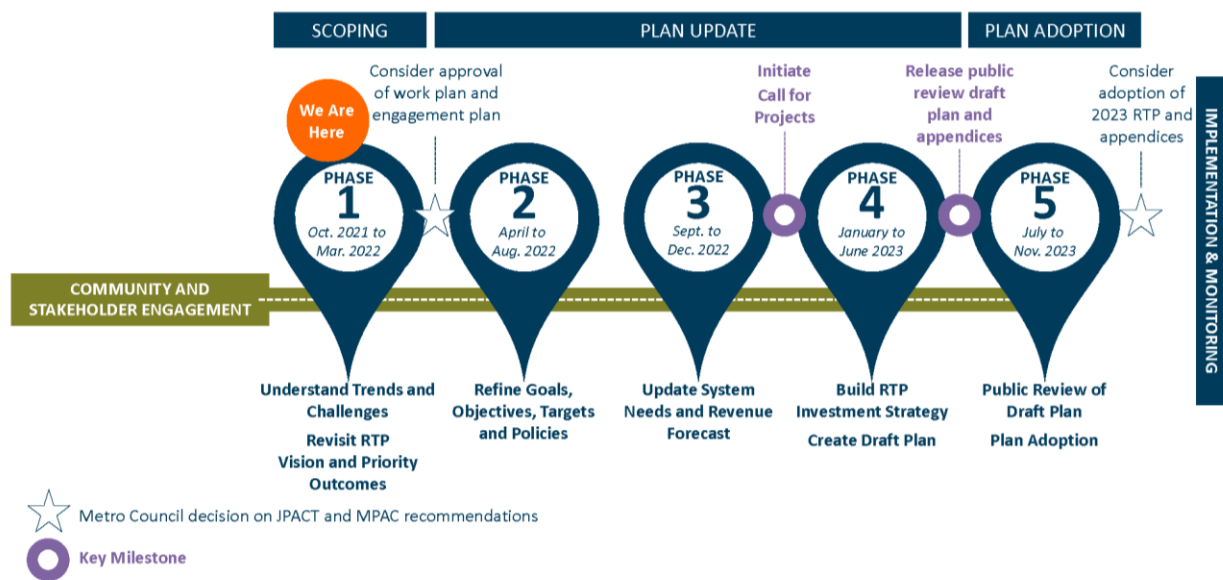 SCOPING
PLAN UPDATE
PLAN ADOPTION
Consider approval
of work plan and
engagement plan
Initiate
Call for
Projects
Release public
review draft
plan and
appendices
Consider
adoption of
2023 RTP and
appendices
We Are
Here
PHASE
1
Oct. 2021 to
Mar. 2022
PHASE
2
April to
Aug. 2022
PHASE
3
Sept. to
Dec. 2022
PHASE
4
January to
June 2023
PHASE
5
July to
Nov. 2023
IMPLEMENTATION & MONITORING
COMMUNITY AND
STAKEHOLDER ENGAGEMENT
Understand Trends and
Challenges
Revisit RTP
Vision and Priority
Outcomes
Refine Goals,
Objectives, Targets
and Policies
Update System
Needs and Revenue
Forecast
Build RTP
Investment Strategy
Create Draft Plan
Public Review of
Draft Plan
Plan Adoption
Metro Council decision on JPACT and MPAC recommendations
Key Milestone